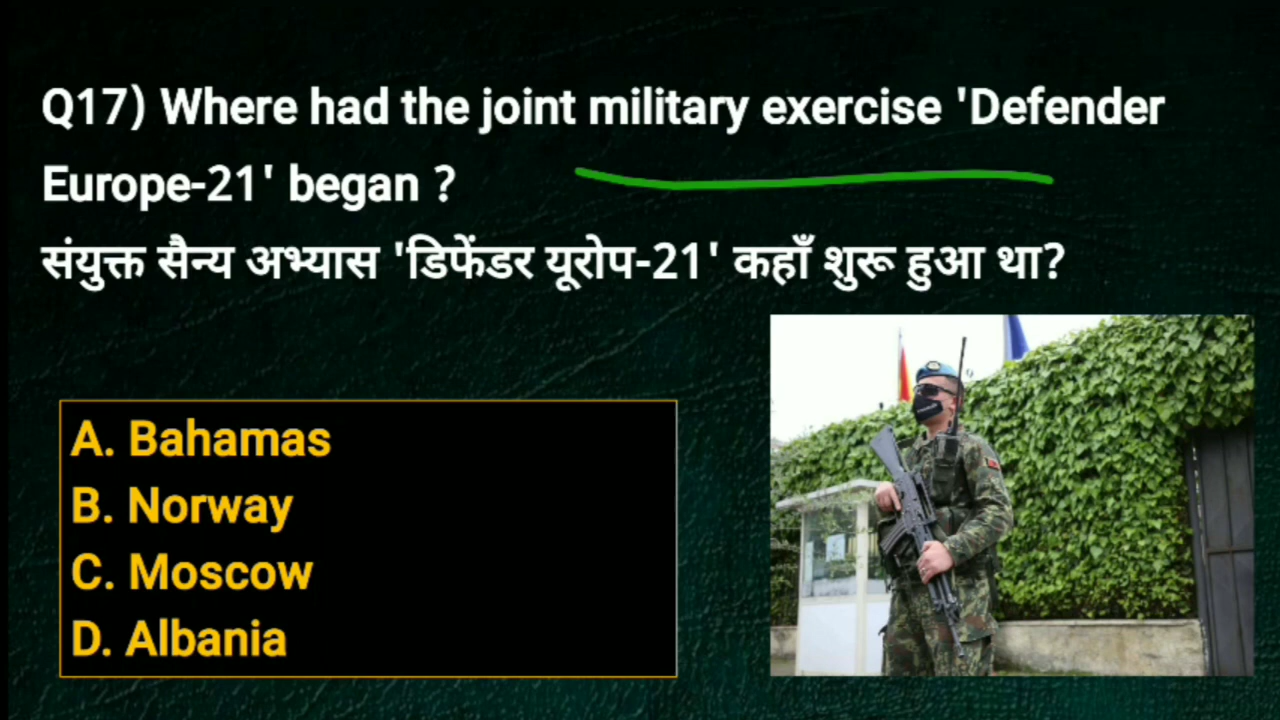 Q17) Where had the joint military exercise 'Defender
Europe-21' began ?
संयुक्त सैन्य अभ्यास 'डिफेंडर यूरोप-21' कहाँ शुरू हुआ था?
A. Bahamas
B. Norway
C. Moscow
D. Albania